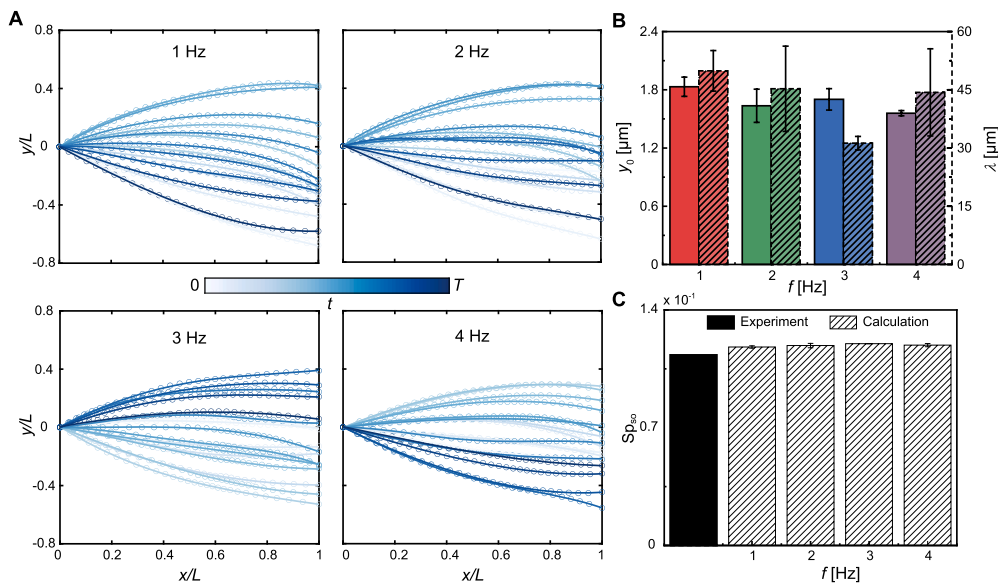 A
0.8
0.4
0
-0.4
-0.8
y/L
1 Hz
2 Hz
0
T
t
0.8
0.4
0
-0.4
-0.8
y/L
3 Hz
4 Hz
0 0.2 0.4 0.6 0.8 1
x/L
0 0.2 0.4 0.6 0.8 1
x/L
B
2.4
1.8
1.2
0.6
0
y0 [μm]
60
45
30
15
0
λ [μm]
1 2 3 4
f [Hz]
C
x 10-1
1.4
0.7
0
Spso
Experiment
Calculation
1 2 3 4
f [Hz]